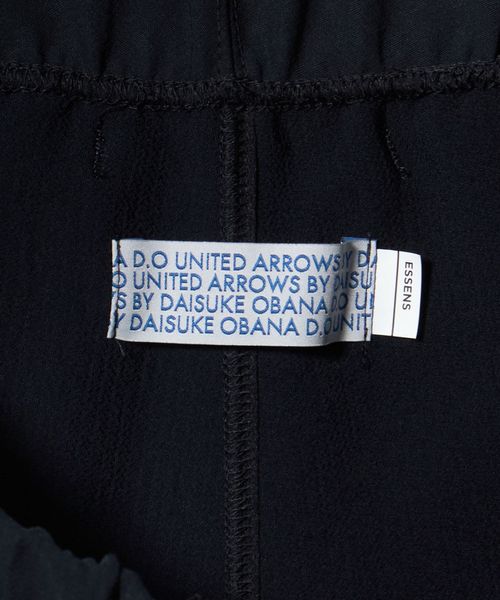 A D.O UNITED ARROWS BY DA
O UNITED ARROWS BY DAISU
S BY DAISUKE OBANA D.O UN
Y DAISUKE OBANA D.O UNIT
ESSENS